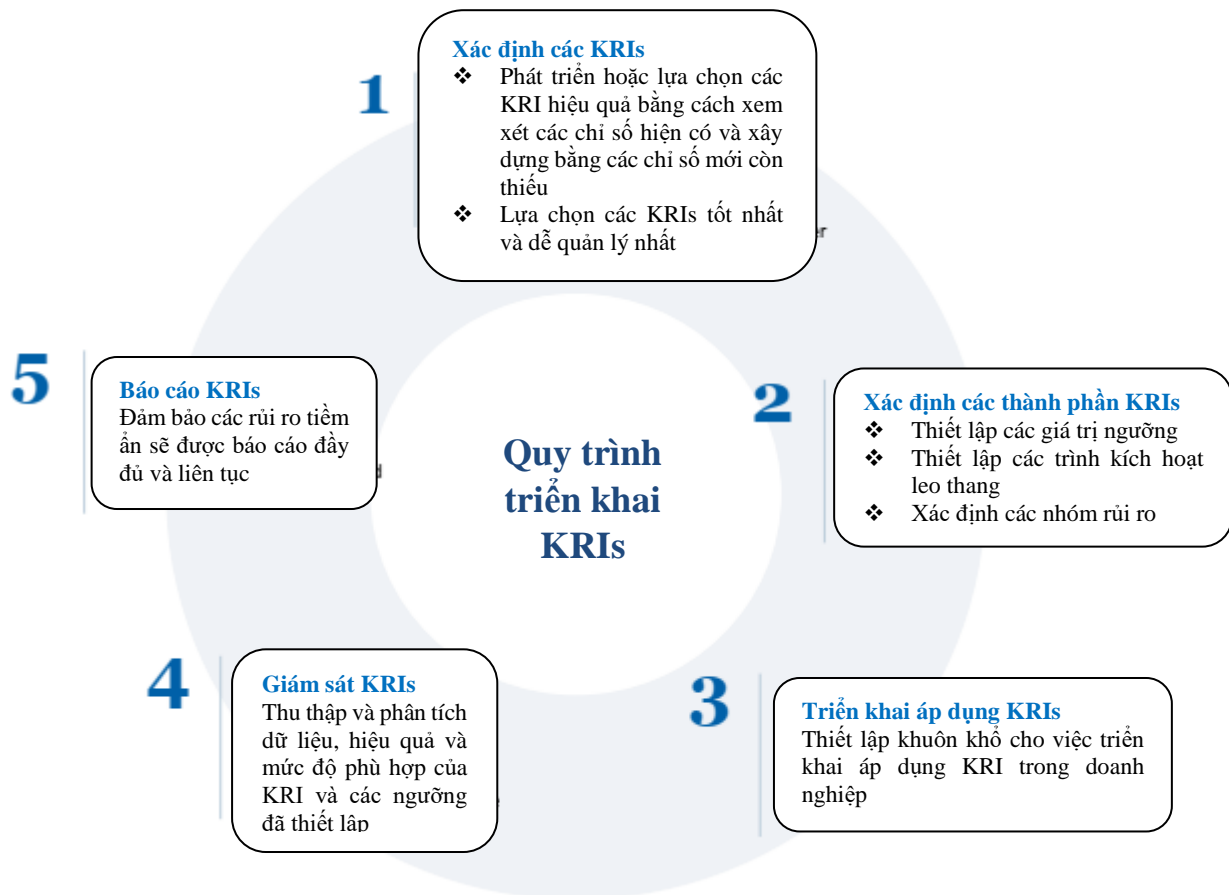 1
Xác định các KRIs
❖ Phát triển hoặc lựa chọn các
KRI hiệu quả bằng cách xem
xét các chỉ số hiện có và xây
dựng bằng các chỉ số mới còn
thiếu
❖ Lựa chọn các KRIs tốt nhất
và dễ quản lý nhất
2
Xác định các thành phần KRIs
❖ Thiết lập các giá trị ngưỡng
❖ Thiết lập các trình kích hoạt
leo thang
❖ Xác định các nhóm rủi ro
3
Triển khai áp dụng KRIs
Thiết lập khuôn khổ cho việc triển
khai áp dụng KRI trong doanh
nghiệp
4
Giám sát KRIs
Thu thập và phân tích
dữ liệu, hiệu quả và
mức độ phù hợp của
KRI và các ngưỡng
đã thiết lập
5
Báo cáo KRIs
Đảm bảo các rủi ro tiềm
ẩn sẽ được báo cáo đầy
đủ và liên tục
Quy trình
triển khai
KRIs